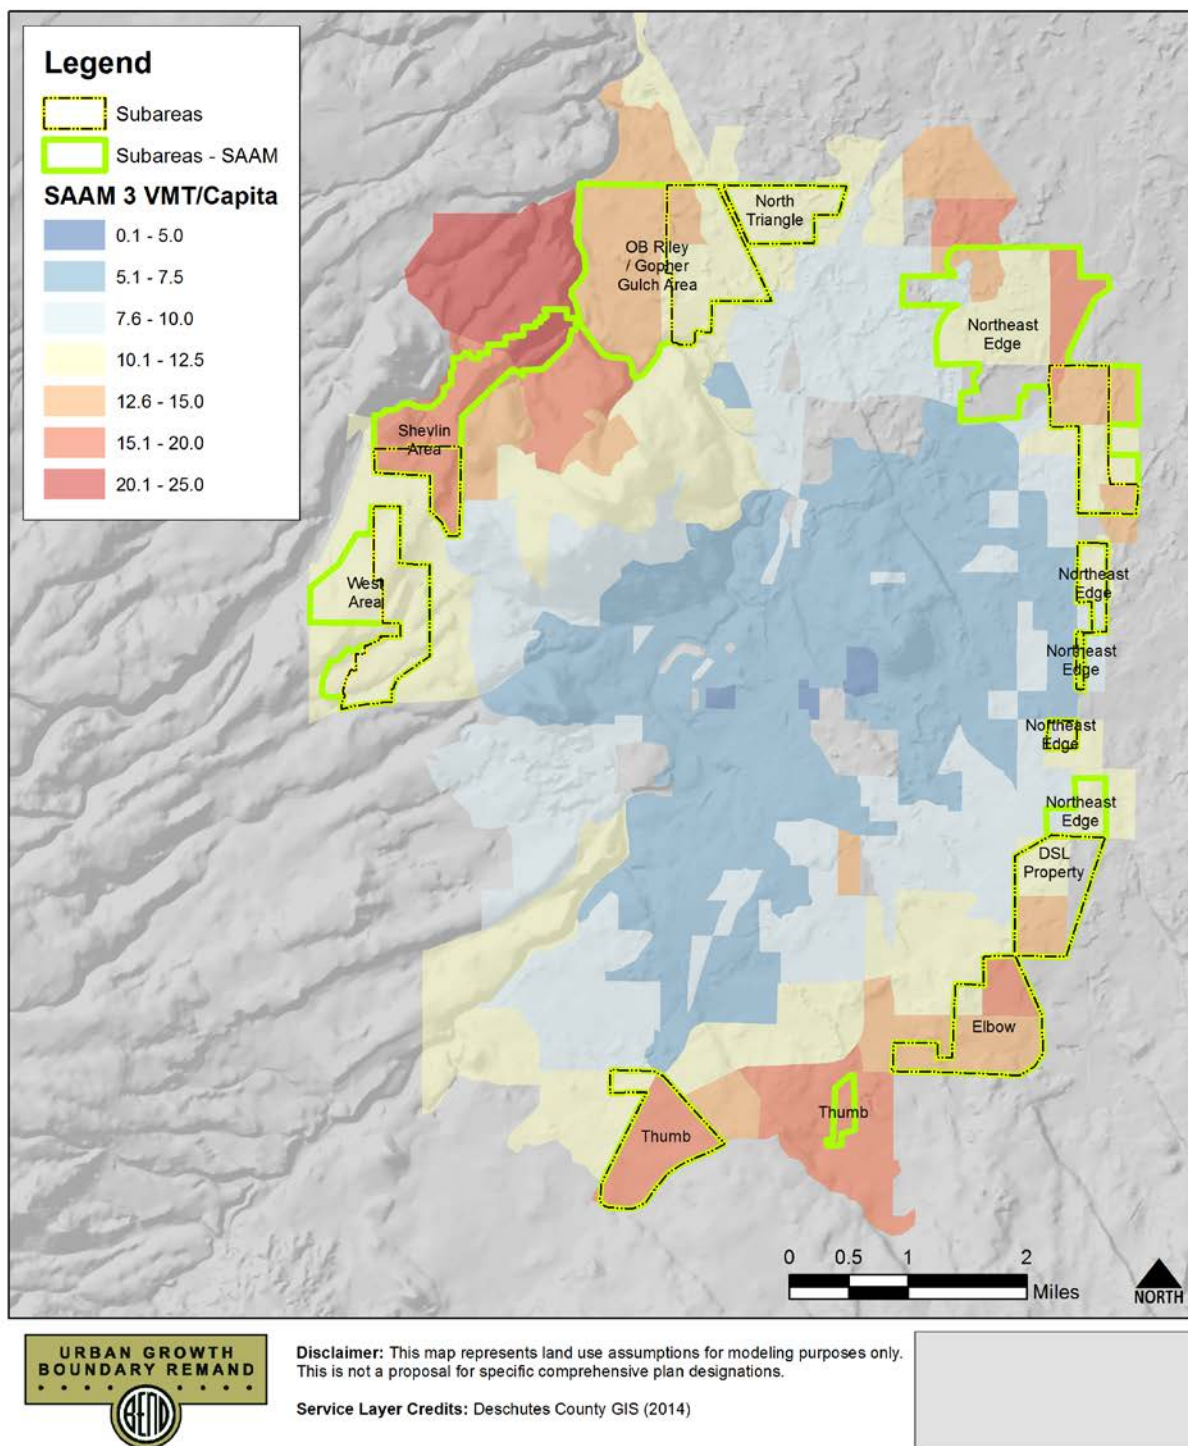 Legend
Subareas
Subareas - SAAM
SAAM 3 VMT/Capita
0.1 - 5.0
5.1 - 7.5
7.6 - 10.0
10.1 - 12.5
12.6 - 15.0
15.1 - 20.0
20.1 - 25.0
North
Triangle
OB Riley
/ Gopher
Gulch Area
Northeast
Edge
Shevlin
Area
West
Area
Northeast
Edge
Northeast
Edge
Northeast
Edge
Northeast
Edge
DSL
Property
Elbow
Thumb
Thumb
0 0.5 1 2
Miles
NORTH
URBAN GROWTH
BOUNDARY REMAND
BEND
Disclaimer: This map represents land use assumptions for modeling purposes only.
This is not a proposal for specific comprehensive plan designations.
Service Layer Credits: Deschutes County GIS (2014)